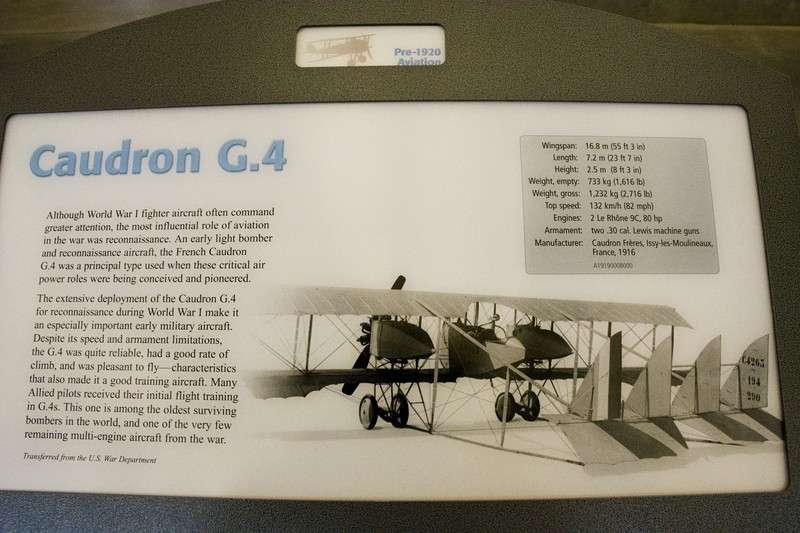 Pre-1920
Aviation
Caudron G.4
Although World War I fighter aircraft often command
greater attention, the most influential role of aviation
in the war was reconnaissance. An early light bomber
and reconnaissance aircraft, the French Caudron
G.4 was a principal type used when these critical air
power roles were being conceived and pioneered.
The extensive deployment of the Caudron G.4
for reconnaissance during World War I make it
an especially important early military aircraft.
Despite its speed and armament limitations,
the G.4 was quite reliable, had a good rate of
climb, and was pleasant to fly—characteristics
that also made it a good training aircraft. Many
Allied pilots received their initial flight training
in G.4s. This one is among the oldest surviving
bombers in the world, and one of the very few
remaining multi-engine aircraft from the war.
Transferred from the U.S. War Department
Wingspan: 16.8 m (55 ft 3 in)
Length: 7.2 m (23 ft 7 in)
Height: 2.5 m (8 ft 3 in)
Weight, empty: 733 kg (1,616 lb)
Weight, gross: 1,232 kg (2,716 lb)
Top speed: 132 km/h (82 mph)
Engines: 2 Le Rhône 9C, 80 hp
Armament: two .30 cal. Lewis machine guns
Manufacturer: Caudron Frères, Issy-les-Moulineaux,
France, 1916
A19190008000
C4263
194
290